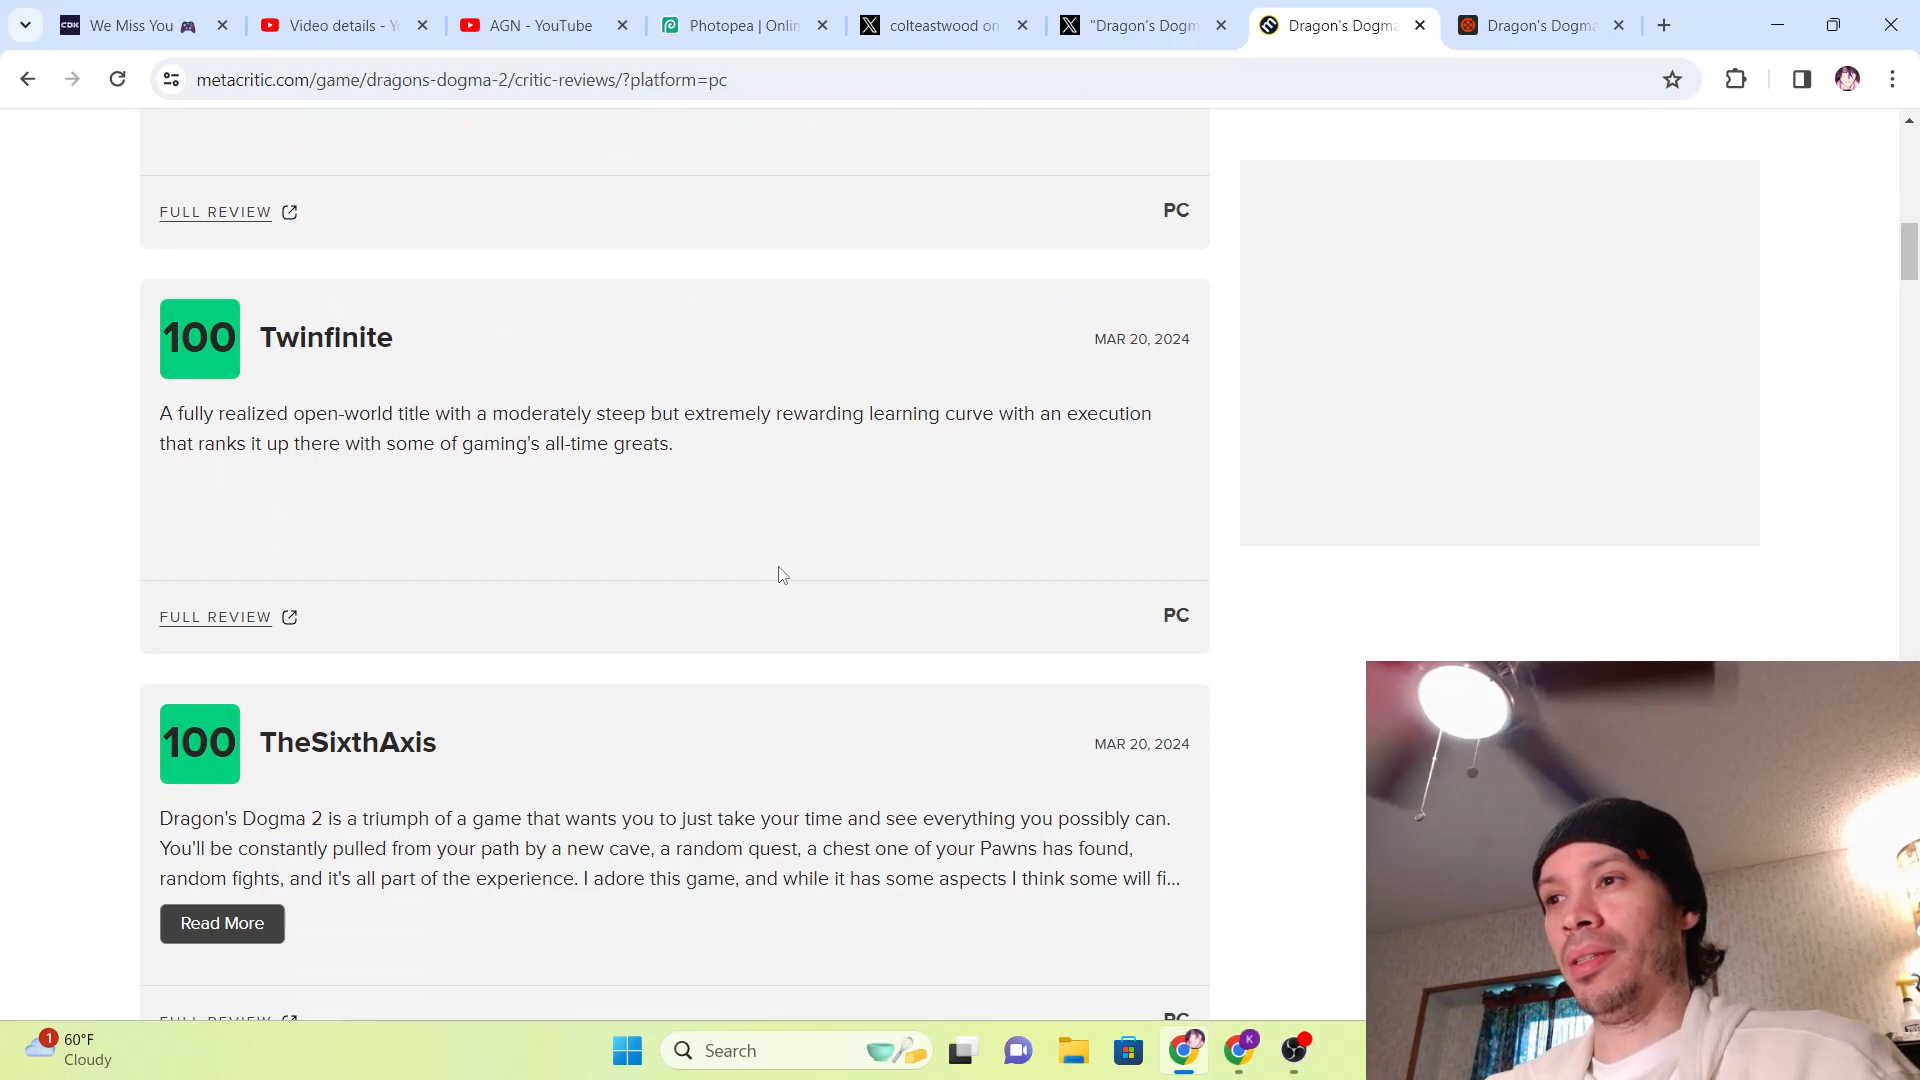 CDK
We Miss You
Video details - Y
AGN - YouTube
Photopea | Onlin
colteastwood on
"Dragon's Dogm
Dragon's Dogma
Dragon's Dogma
metacritic.com/game/dragons-dogma-2/critic-reviews/?platform=pc
FULL REVIEW
PC
100
Twinfinite
MAR 20, 2024
A fully realized open-world title with a moderately steep but extremely rewarding learning curve with an execution
that ranks it up there with some of gaming's all-time greats.
FULL REVIEW
PC
100
TheSixthAxis
MAR 20, 2024
Dragon's Dogma 2 is a triumph of a game that wants you to just take your time and see everything you possibly can.
You'll be constantly pulled from your path by a new cave, a random quest, a chest one of your Pawns has found,
random fights, and it's all part of the experience. I adore this game, and while it has some aspects I think some will fi...
Read More
FULL REVIEW
PC
1
60°F
Cloudy
Search
K